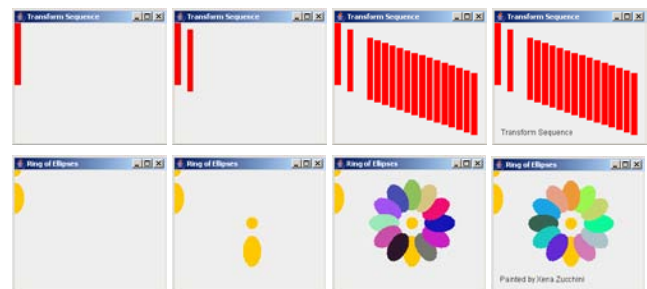 Transform Sequence
Transform Sequence
Transform Sequence
Transform Sequence
Transform Sequence
Ring of Ellipses
Ring of Ellipses
Ring of Ellipses
Ring of Ellipses
Painted by Xena Zucchini